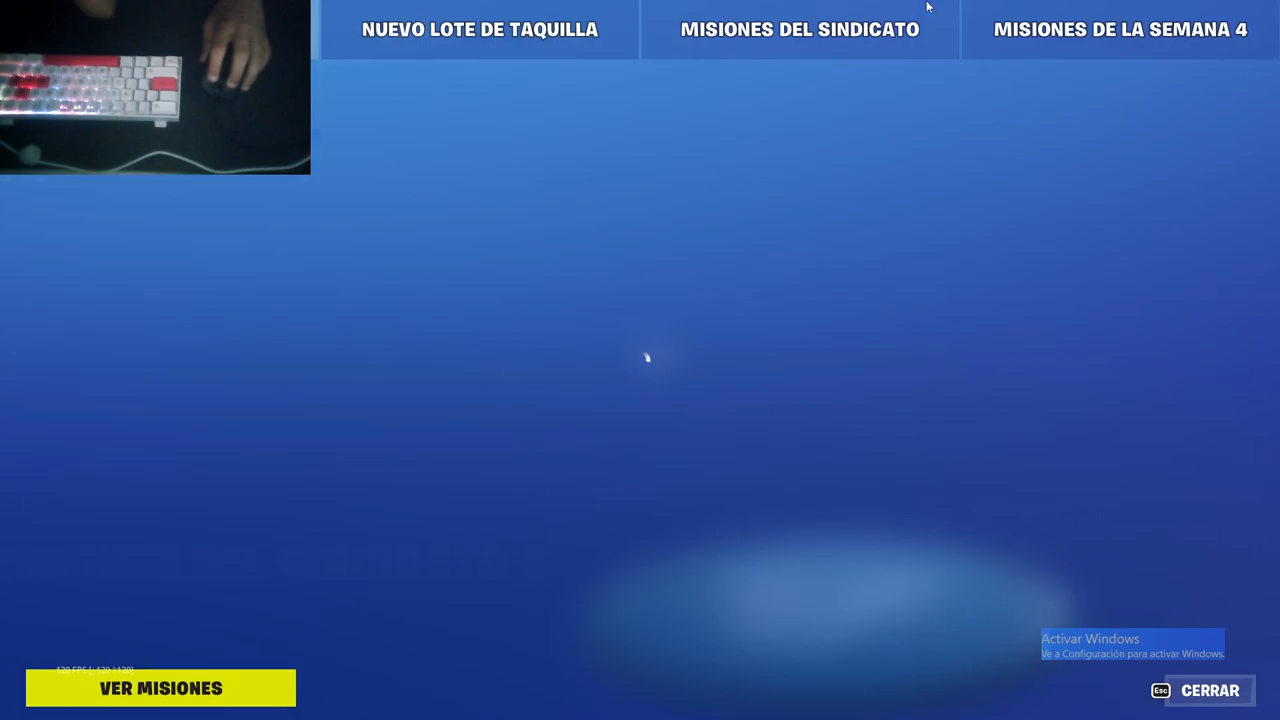 NUEVO LOTE DE TAQUILLA
MISIONES DEL SINDICATO
MISIONES DE LA SEMANA 4
Activar Windows
Ve a Configuración para activar Windows.
VER MISIONES
Esc CERRAR